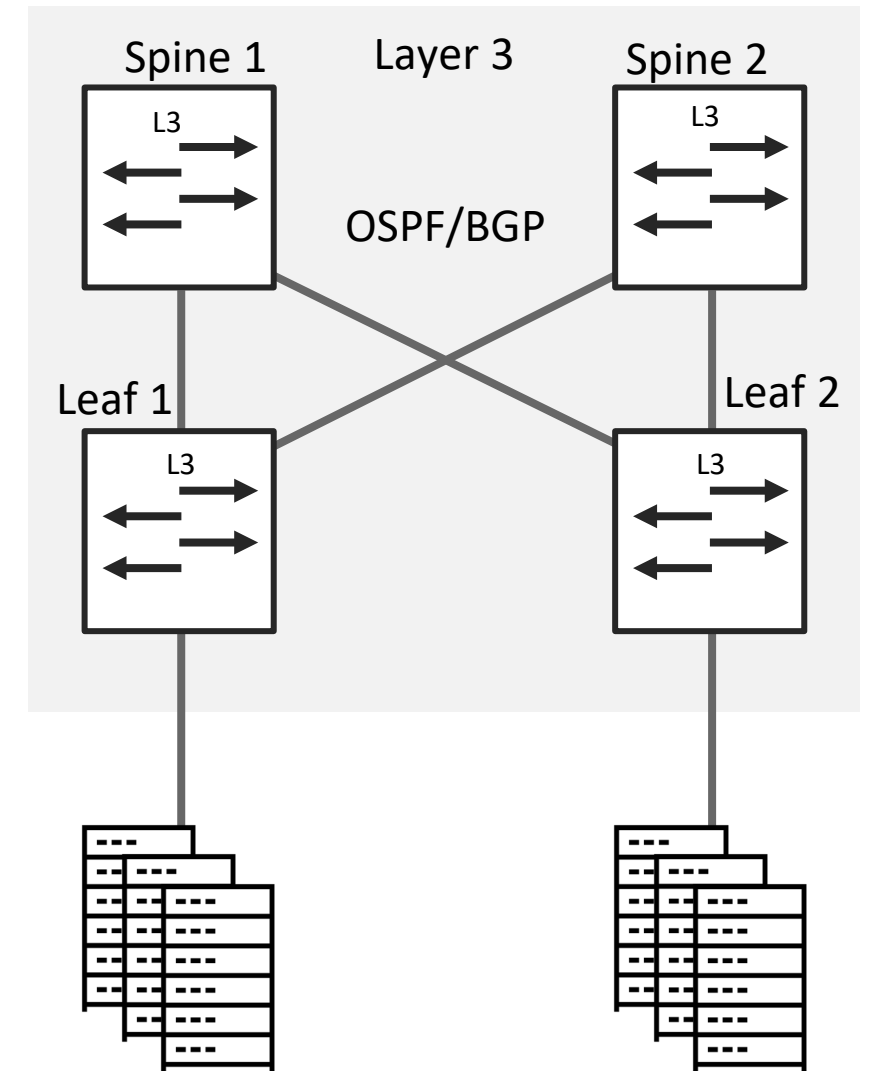 Spine 1
Layer 3
Spine 2
L3
L3
OSPF/BGP
Leaf 1
Leaf 2
L3
L3